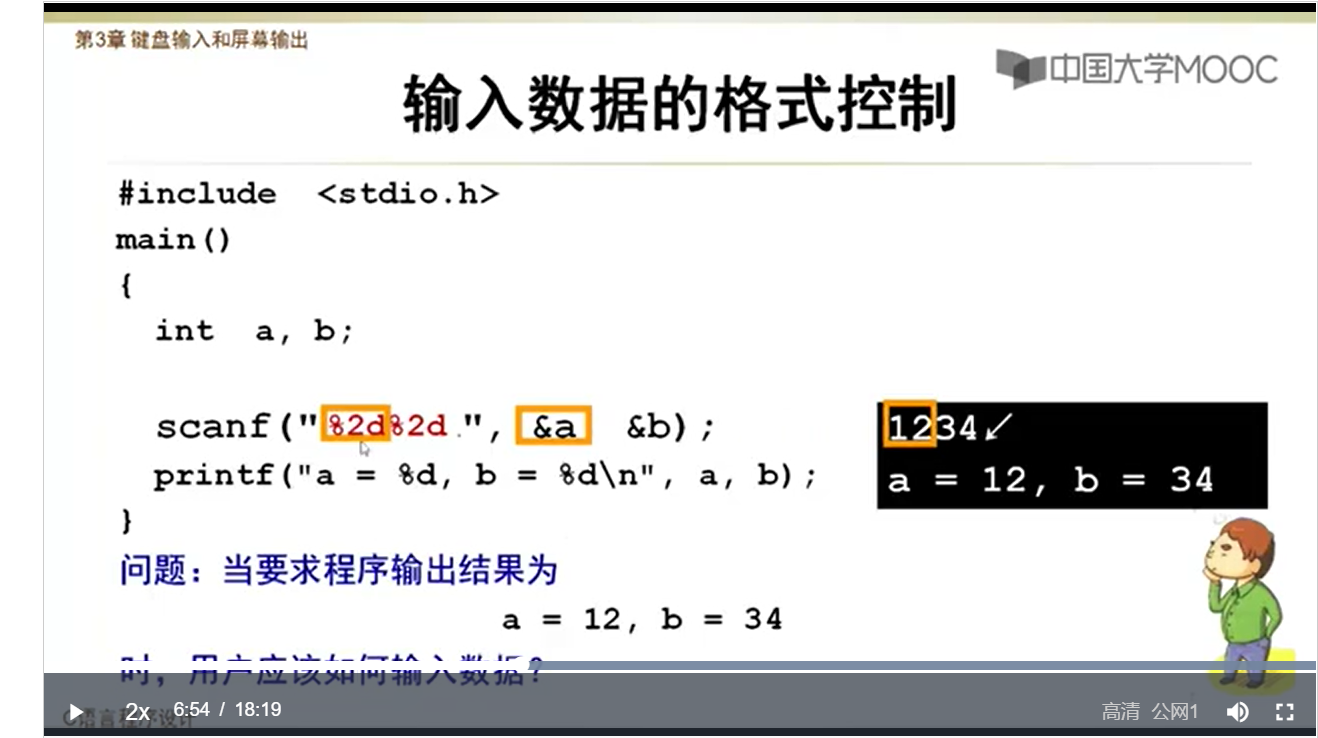 第3章 键盘输入和屏幕输出
中国大学MOOC
输入数据的格式控制
#include <stdio.h>
main()
{
int a, b;
scanf("%2d%2d ", &a &b);
printf("a = %d, b = %d\n", a, b);
}
1234↙
a = 12, b = 34
问题：当要求程序输出结果为
a = 12, b = 34
时，用户应该如何输入数据？
C语言程序设计
2x 6:54 / 18:19
高清 公网1